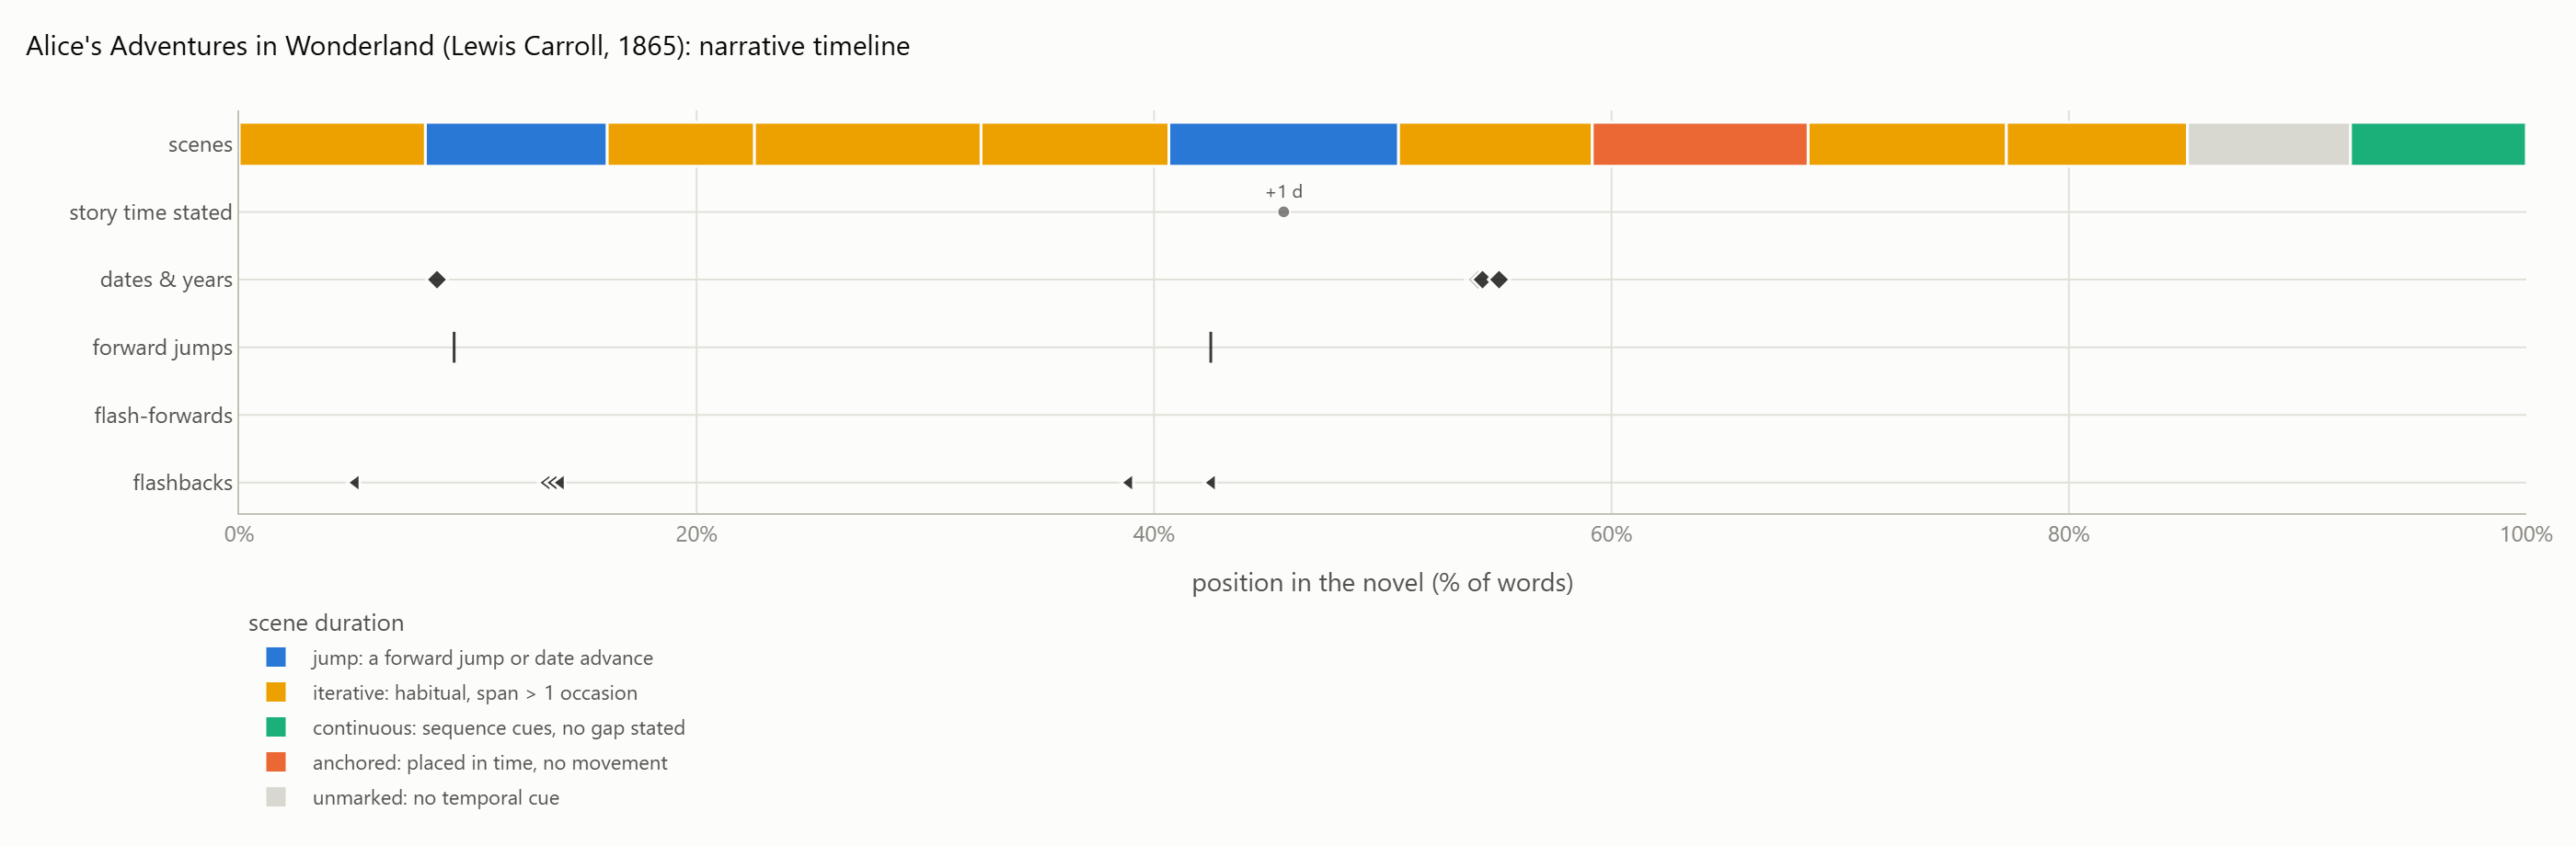 Alice's Adventures in Wonderland (Lewis Carroll, 1865): narrative timeline
scenes
story time stated
+1 d
dates & years
forward jumps
flash-forwards
flashbacks
0% 20% 40% 60% 80% 100%
position in the novel (% of words)
scene duration
jump: a forward jump or date advance
iterative: habitual, span > 1 occasion
continuous: sequence cues, no gap stated
anchored: placed in time, no movement
unmarked: no temporal cue